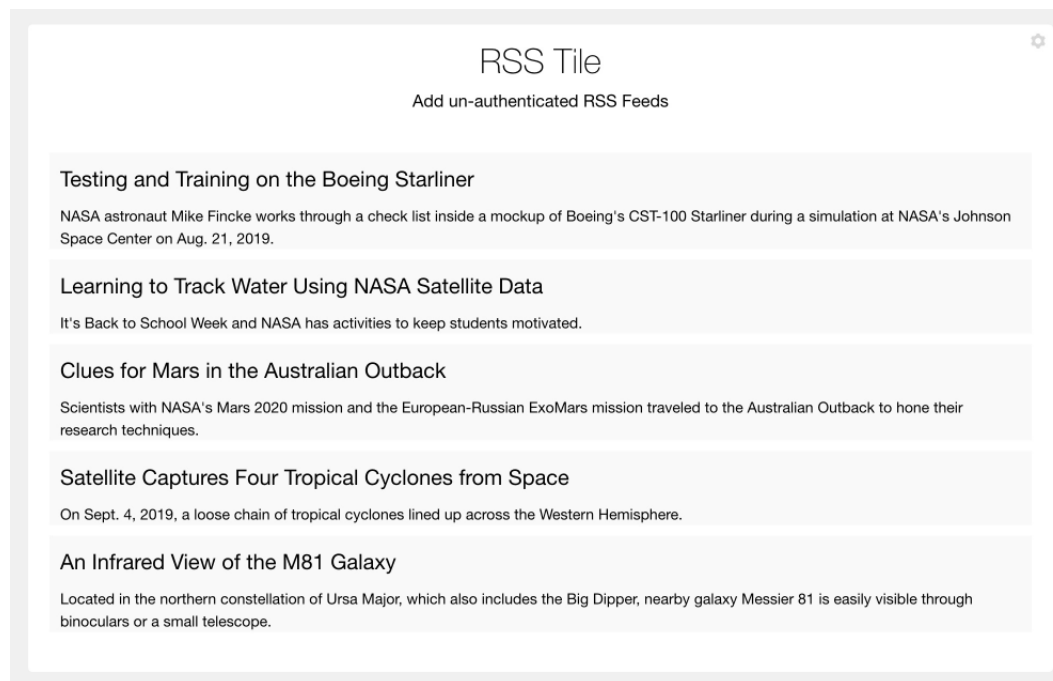 RSS Tile
Add un-authenticated RSS Feeds
Testing and Training on the Boeing Starliner
NASA astronaut Mike Fincke works through a check list inside a mockup of Boeing's CST-100 Starliner during a simulation at NASA's Johnson
Space Center on Aug. 21, 2019.
Learning to Track Water Using NASA Satellite Data
It's Back to School Week and NASA has activities to keep students motivated.
Clues for Mars in the Australian Outback
Scientists with NASA's Mars 2020 mission and the European-Russian ExoMars mission traveled to the Australian Outback to hone their
research techniques.
Satellite Captures Four Tropical Cyclones from Space
On Sept. 4, 2019, a loose chain of tropical cyclones lined up across the Western Hemisphere.
An Infrared View of the M81 Galaxy
Located in the northern constellation of Ursa Major, which also includes the Big Dipper, nearby galaxy Messier 81 is easily visible through
binoculars or a small telescope.